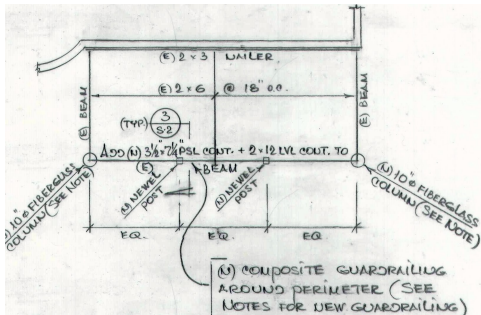 (E) 2 x 3 NAILER
(E) 2 x 6 @ 18" O.C.
(E) BEAM
(E) BEAM
(TYP.) 3
S-2
ADD (N) 3½" x 7¼" PSL CONT. + 2 x 12 LVL CONT. TO
(E) BEAM
(N) NEWEL
POST
(N) NEWEL
POST
) 10" Φ FIBERGLASS
COLUMN (SEE NOTE)
(N) 10" Φ FIBERGLASS
COLUMN (SEE NOTE)
EQ.
EQ.
EQ.
(N) COMPOSITE GUARDRAILING
AROUND PERIMETER (SEE
NOTES FOR NEW GUARDRAILING)